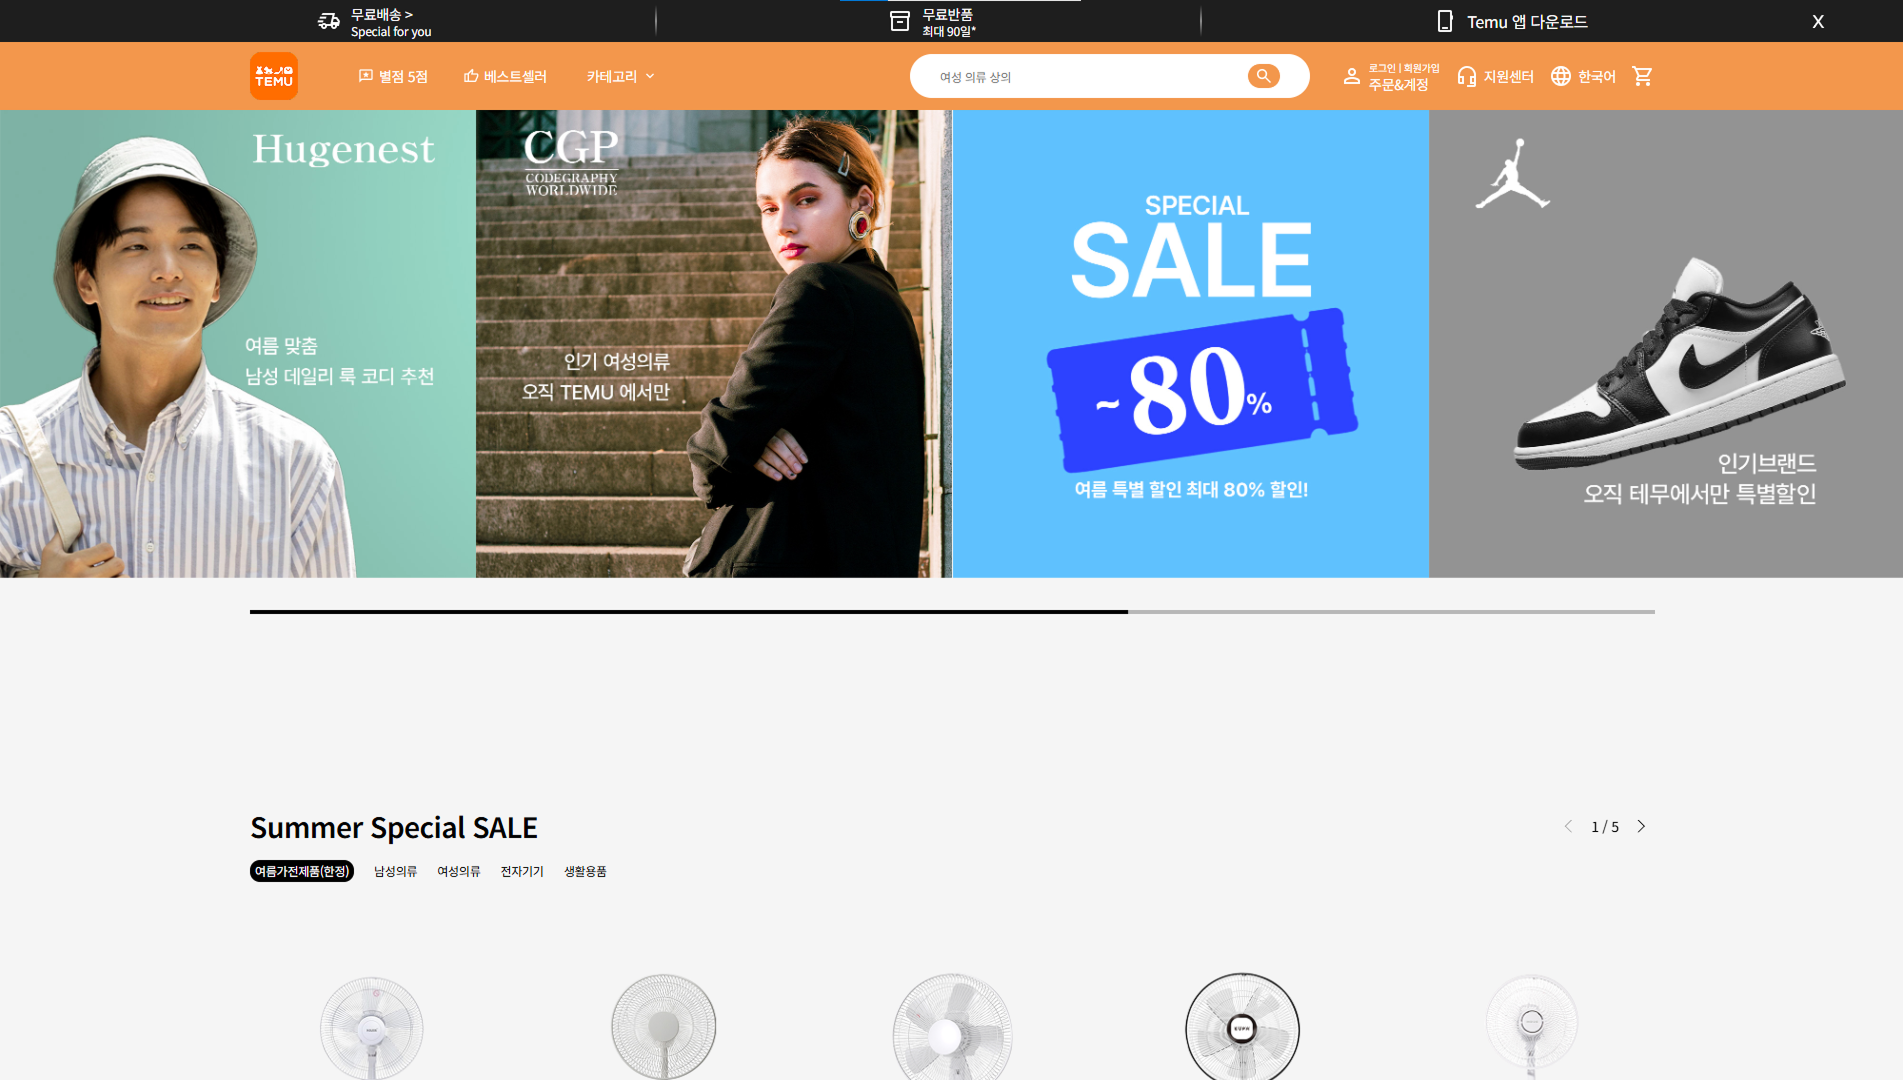 무료배송 >
Special for you
무료반품
최대 90일*
Temu 앱 다운로드
X
TEMU
별점 5점
베스트셀러
카테고리
여성 의류 상의
로그인 | 회원가입
주문&계정
지원센터
한국어
Hugenest
여름 맞춤
남성 데일리 룩 코디 추천
CGP
CODEGRAPHY
WORLDWIDE
인기 여성의류
오직 TEMU 에서만
SPECIAL
SALE
~80%
여름 특별 할인 최대 80% 할인!
인기브랜드
오직 테무에서만 특별할인
Summer Special SALE
1 / 5
여름가전제품(한정)
남성의류
여성의류
전자기기
생활용품